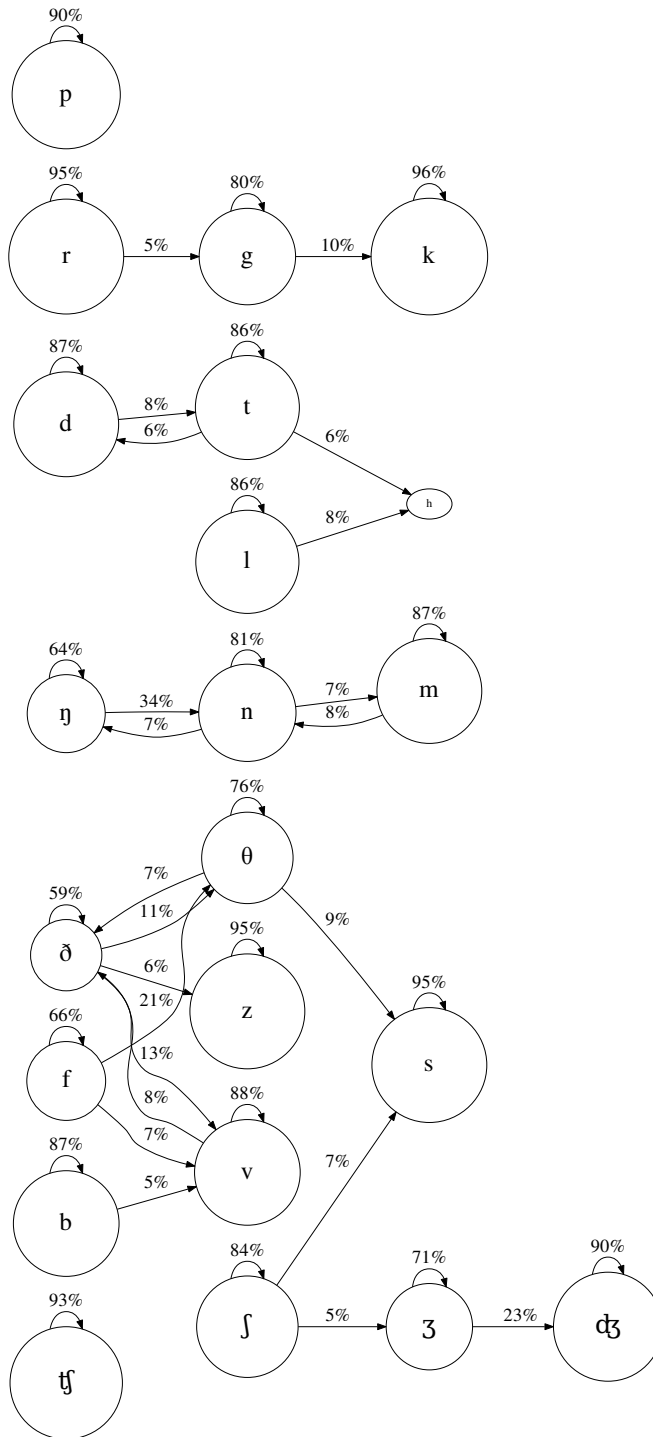 90%
p
95% 80% 96%
r 5% g 10% k
87% 86%
d 8% t
6% 6%
86% h
l 8%
87%
64% 81% m
ŋ 34% n 7%
7% 8%
76%
θ
7%
59% 11% 9%
ð 95%
6% z
21% 95%
66% s
f 13%
8% 88%
87% 7% v 7%
b 5%
84% 71% 90%
ʃ 5% ʒ 23% ʤ
93%
ʧ